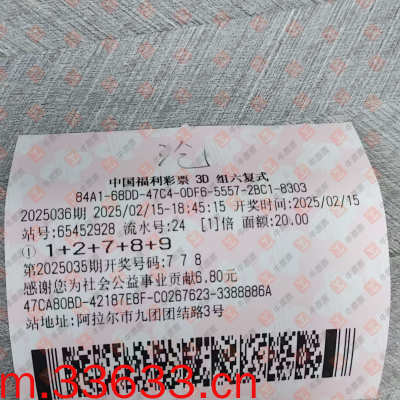 中国福利彩票 3D 组六复式
84A1-68DD-47C4-0DF6-5557-2BC1-8303
2025036期 2025/02/15-18:45:15 开奖时间:2025/02/15
站号:65452928 流水号:24 [1]倍 面额:20.00
① 1+2+7+8+9
第2025035期开奖号码:7 7 8
感谢您为社会公益事业贡献6.80元
47CA80BD-42187E8F-C0267623-3388886A
站地址:阿拉尔市九团团结路3号
m.33633.cn